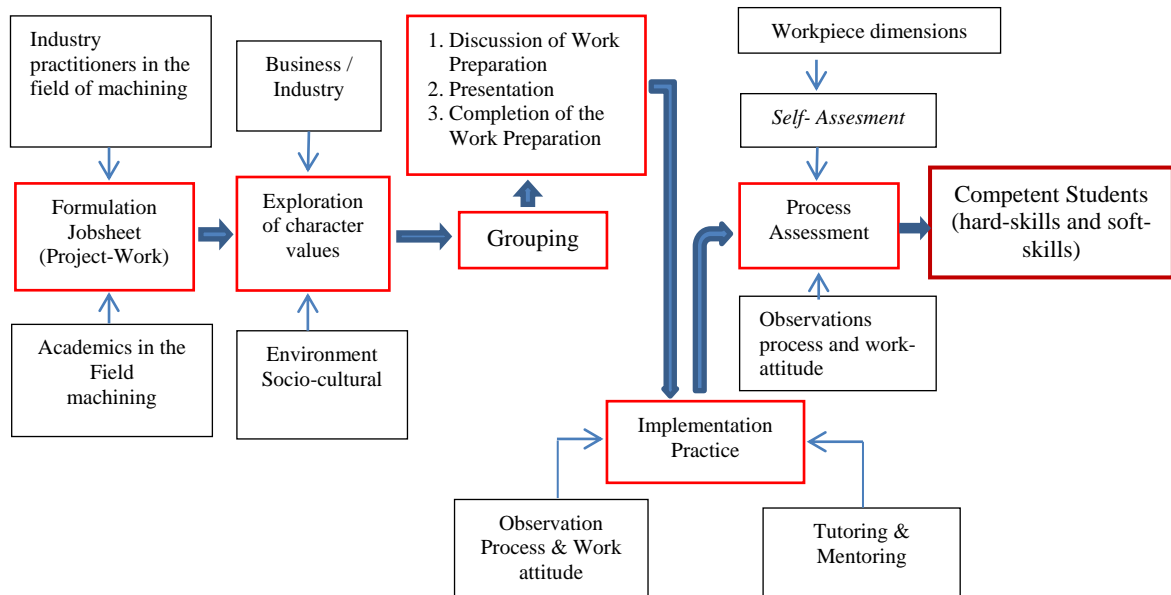 Industry
practitioners in the
field of machining
Business /
Industry
1. Discussion of Work
Preparation
2. Presentation
3. Completion of the
Work Preparation
Workpiece dimensions
Self- Assesment
Formulation
Jobsheet
(Project-Work)
Exploration
of character
values
Grouping
Process
Assessment
Competent Students
(hard-skills and soft-
skills)
Academics in the
Field
machining
Environment
Socio-cultural
Observations
process and work-
attitude
Implementation
Practice
Observation
Process & Work
attitude
Tutoring &
Mentoring